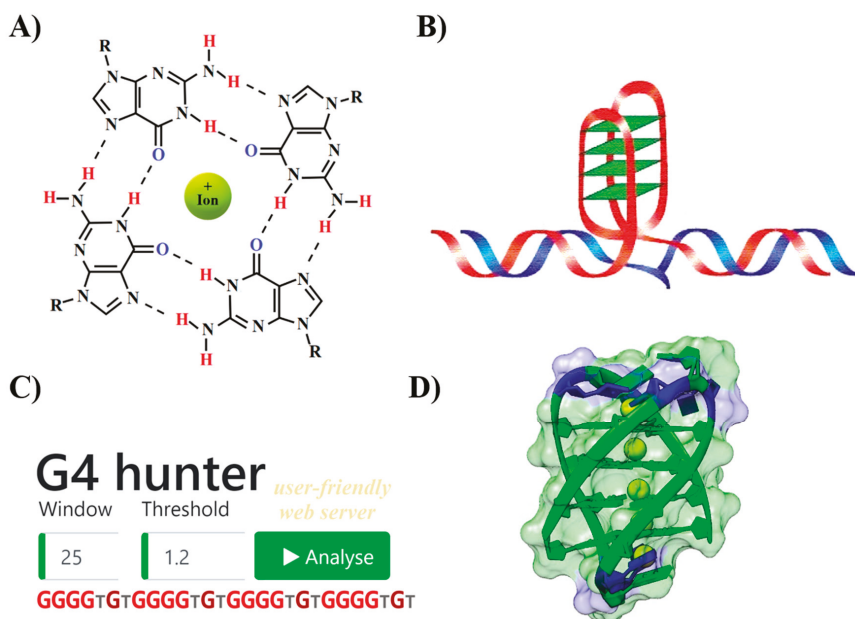 A)
B)
R
H
N
N
N
H
N
N
R
N
H
N
N
O
O
N
H
H
N
N
H
N
H
+
Ion
H
H
N
H
N
N
O
O
H
N
N
H
N
R
N
N
H
N
N
N
H
R
C)
D)
G4 hunter
user-friendly
web server
Window
Threshold
25
1.2
Analyse
GGGGTGTGGGGTGTGGGGTGTGGGGTGT